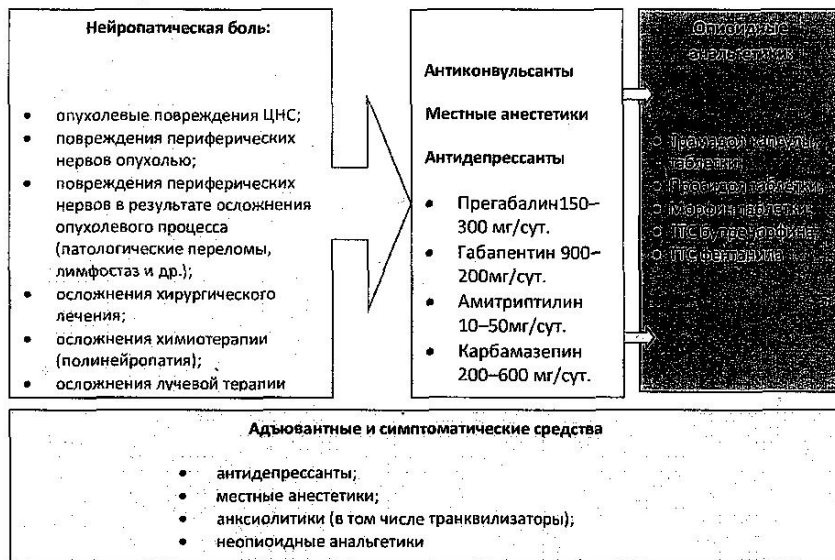 Нейропатическая боль:
• опухолевые повреждения ЦНС;
• повреждения периферических
нервов опухолью;
• повреждения периферических
нервов в результате осложнения
опухолевого процесса
(патологические переломы,
лимфостаз и др.);
• осложнения хирургического
лечения;
• осложнения химиотерапии
(полинейропатия);
• осложнения лучевой терапии
Антиконвульсанты
Местные анестетики
Антидепрессанты
• Прегабалин150–
300 мг/сут.
• Габапентин 900–
200мг/сут.
• Амитриптилин
10–50мг/сут.
• Карбамазепин
200–600 мг/сут.
Опиоидные
анальгетики:
Трамадол капсулы,
таблетки;
Просидол таблетки;
Морфин таблетки;
ТТС бупренорфина;
ТТС фентанила
Адъювантные и симптоматические средства
• антидепрессанты;
• местные анестетики;
• анксиолитики (в том числе транквилизаторы);
• неопиоидные анальгетики